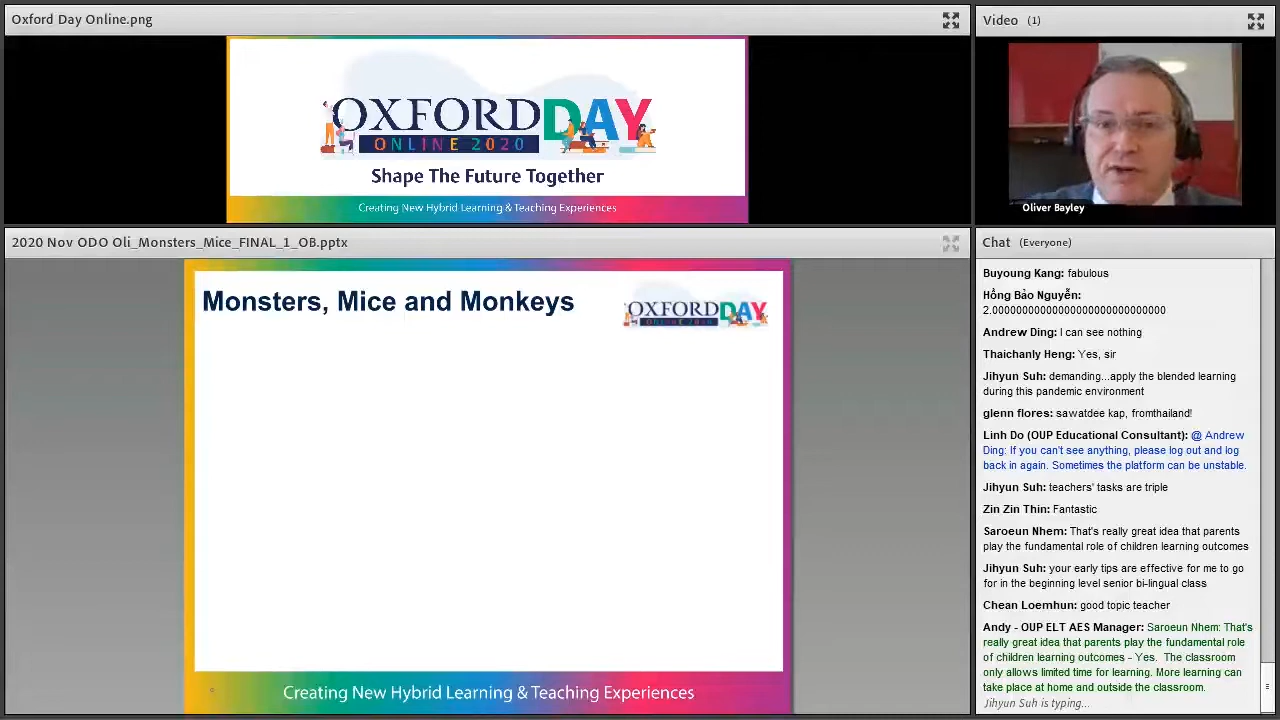 Oxford Day Online.png
OXFORD DAY
ONLINE 2020
Shape The Future Together
Creating New Hybrid Learning & Teaching Experiences
Video (1)
Oliver Bayley
2020 Nov ODO Oli_Monsters_Mice_FINAL_1_OB.pptx
Monsters, Mice and Monkeys
OXFORD DAY
ONLINE 2020
Creating New Hybrid Learning & Teaching Experiences
Chat (Everyone)
Buyoung Kang: fabulous
Hồng Bảo Nguyễn:
Andrew Ding: I can see nothing
Thaichanly Heng: Yes, sir
Jihyun Suh: demanding...apply the blended learning
during this pandemic environment
glenn flores: sawatdee kap, fromthailand!
Linh Do (OUP Educational Consultant): @ Andrew
Ding: If you can't see anything, please log out and log
back in again. Sometimes the platform can be unstable.
Jihyun Suh: teachers' tasks are triple
Zin Zin Thin: Fantastic
Saroeun Nhem: That's really great idea that parents
play the fundamental role of children learning outcomes
Jihyun Suh: your early tips are effective for me to go
for in the beginning level senior bi-lingual class
Chean Loemhun: good topic teacher
Andy - OUP ELT AES Manager: Saroeun Nhem: That's
really great idea that parents play the fundamental role
of children learning outcomes - Yes. The classroom
only allows limited time for learning. More learning can
take place at home and outside the classroom.
Jihyun Suh is typing...